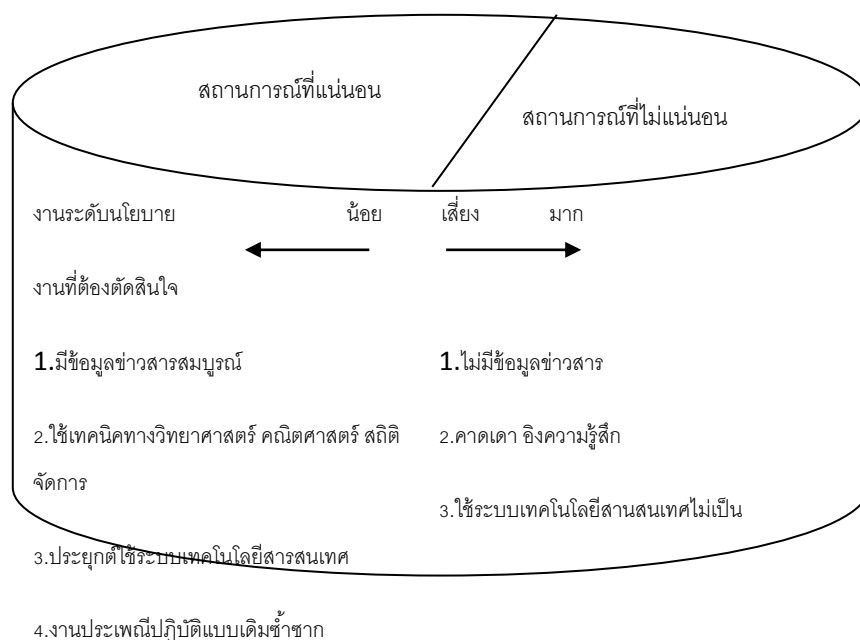 สถานการณ์ที่แน่นอน
สถานการณ์ที่ไม่แน่นอน
งานระดับนโยบาย น้อย เสี่ยง มาก
งานที่ต้องตัดสินใจ
1.มีข้อมูลข่าวสารสมบูรณ์
2.ใช้เทคนิคทางวิทยาศาสตร์ คณิตศาสตร์ สถิติ
จัดการ
3.ประยุกต์ใช้ระบบเทคโนโลยีสารสนเทศ
4.งานประเพณีปฏิบัติแบบเดิมซ้ำซาก
1.ไม่มีข้อมูลข่าวสาร
2.คาดเดา อิงความรู้สึก
3.ใช้ระบบเทคโนโลยีสานสนเทศไม่เป็น